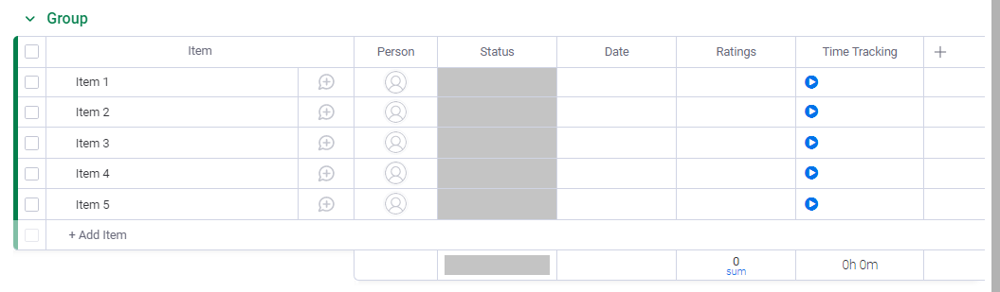 Group
Item Person Status Date Ratings Time Tracking +
Item 1
Item 2
Item 3
Item 4
Item 5
+ Add Item
0 0h 0m
sum